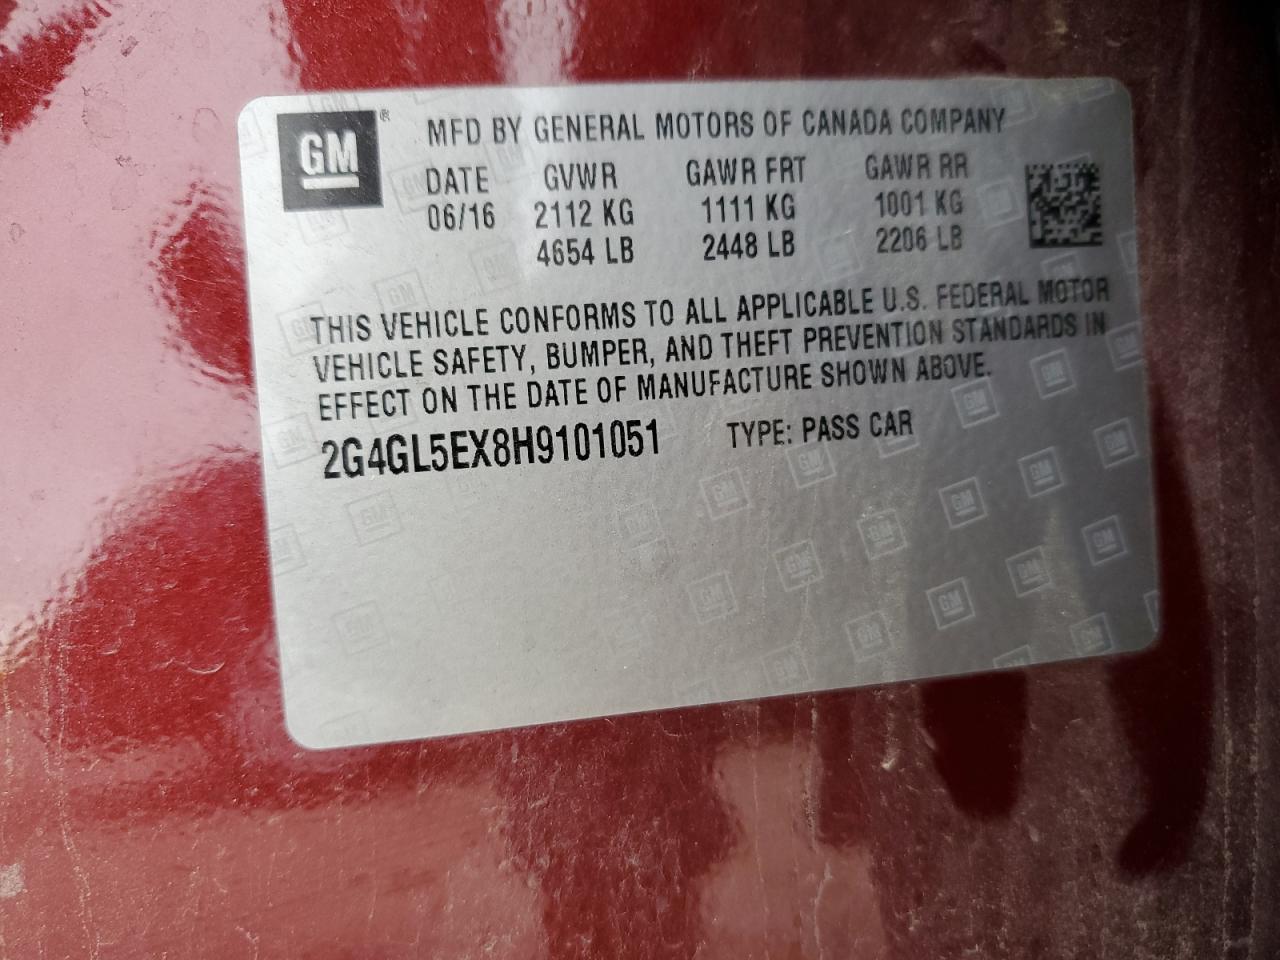 GM ® MFD BY GENERAL MOTORS OF CANADA COMPANY
DATE GVWR GAWR FRT GAWR RR
06/16 2112 KG 1111 KG 1001 KG
4654 LB 2448 LB 2206 LB
THIS VEHICLE CONFORMS TO ALL APPLICABLE U.S. FEDERAL MOTOR
VEHICLE SAFETY, BUMPER, AND THEFT PREVENTION STANDARDS IN
EFFECT ON THE DATE OF MANUFACTURE SHOWN ABOVE.
2G4GL5EX8H9101051 TYPE: PASS CAR